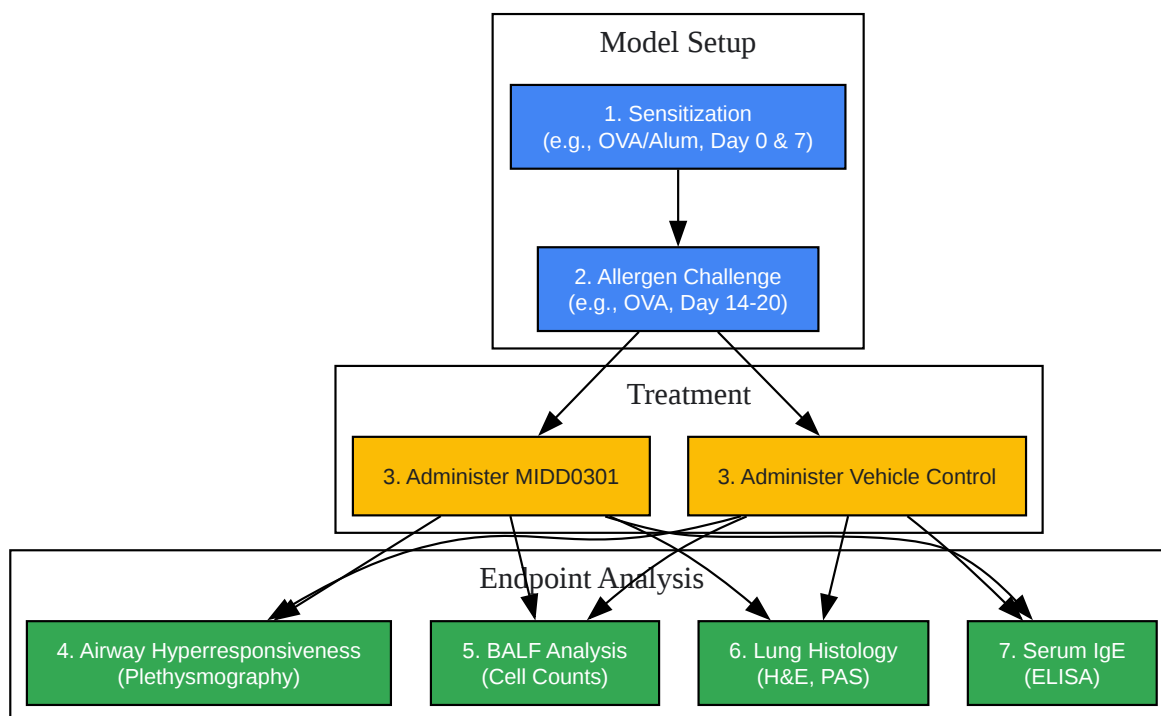 Model Setup
1. Sensitization
(e.g., OVA/Alum, Day 0 & 7)
2. Allergen Challenge
(e.g., OVA, Day 14-20)
Treatment
3. Administer MIDD0301
3. Administer Vehicle Control
Endpoint Analysis
4. Airway Hyperresponsiveness
(Plethysmography)
5. BALF Analysis
(Cell Counts)
6. Lung Histology
(H&E, PAS)
7. Serum IgE
(ELISA)